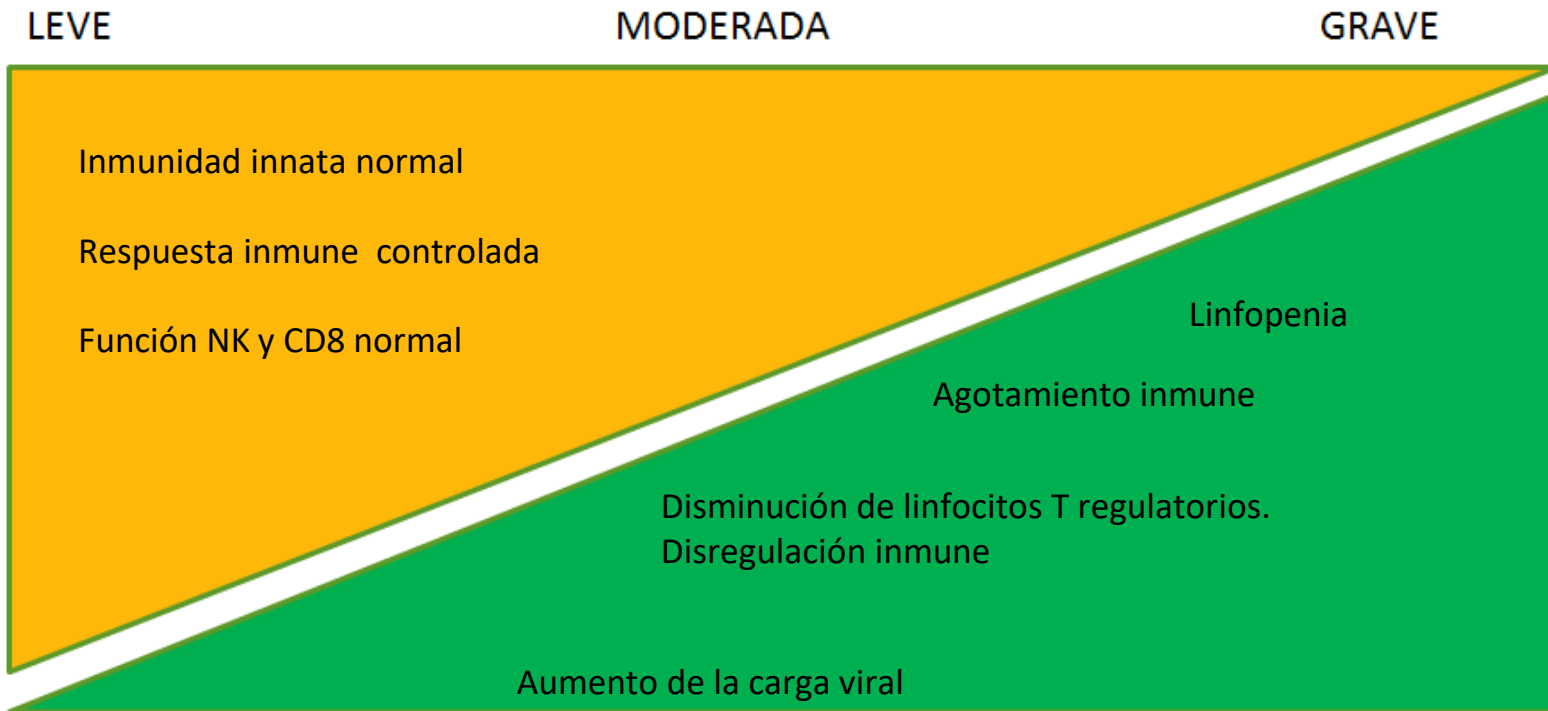 LEVE MODERADA GRAVE
Inmunidad innata normal
Respuesta inmune  controlada
Función NK y CD8 normal
Linfopenia
Agotamiento inmune
Disminución de linfocitos T regulatorios.
Disregulación inmune
Aumento de la carga viral